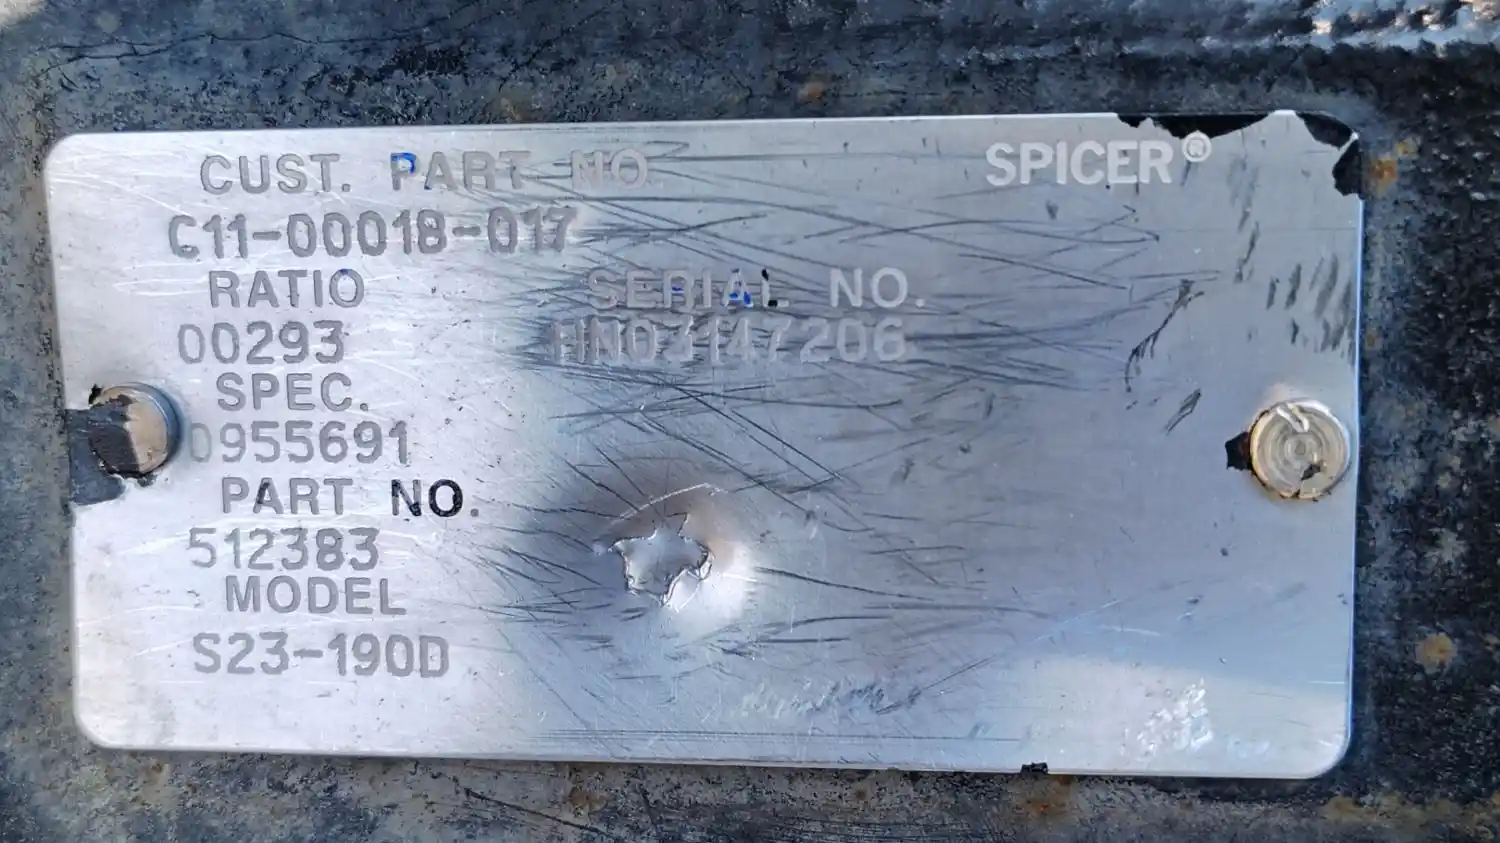 CUST. PART NO.
SPICER®
C11-00018-017
RATIO
SERIAL NO.
00293
HN03147206
SPEC.
0955691
PART NO.
512383
MODEL
S23-190D